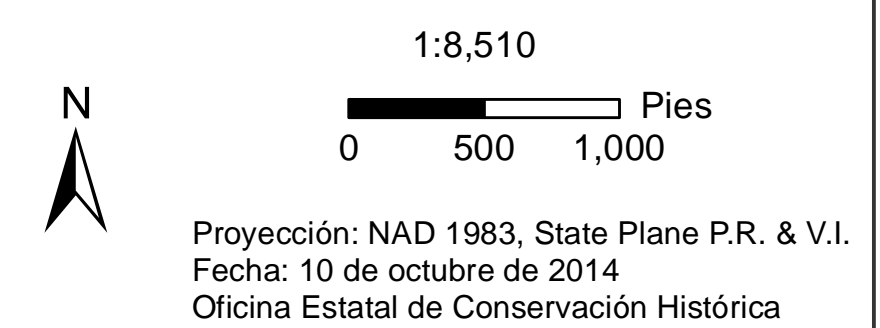 1:8,510
N
Pies
0 500 1,000
Proyección: NAD 1983, State Plane P.R. & V.I.
Fecha: 10 de octubre de 2014
Oficina Estatal de Conservación Histórica